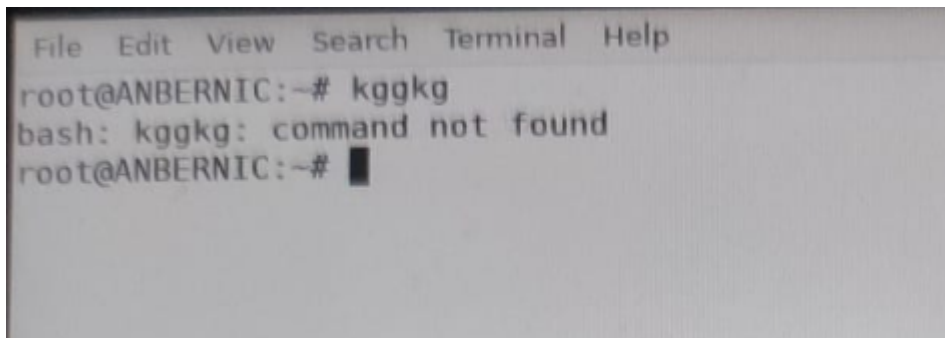 File Edit View Search Terminal Help
root@ANBERNIC:~# kggkg
bash: kggkg: command not found
root@ANBERNIC:~#